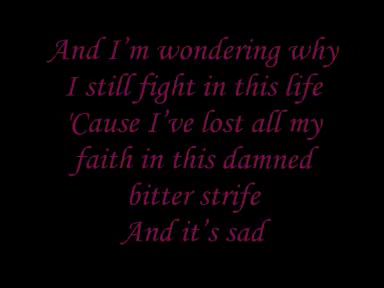 And I’m wondering why
I still fight in this life
'Cause I’ve lost all my
faith in this damned
bitter strife
And it’s sad